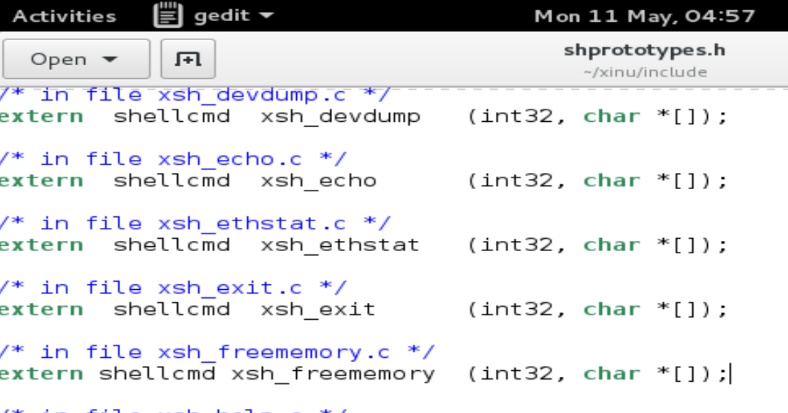 Activities gedit Mon 11 May, 04:57
Open shprototypes.h
~/xinu/include
/* in file xsh_devdump.c */
extern shellcmd xsh_devdump (int32, char *[]);
/* in file xsh_echo.c */
extern shellcmd xsh_echo (int32, char *[]);
/* in file xsh_ethstat.c */
extern shellcmd xsh_ethstat (int32, char *[]);
/* in file xsh_exit.c */
extern shellcmd xsh_exit (int32, char *[]);
/* in file xsh_freememory.c */
extern shellcmd xsh_freememory (int32, char *[]);